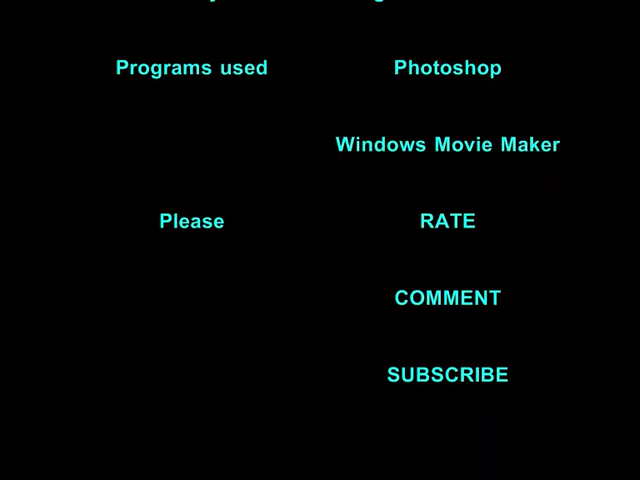 Programs used Photoshop
Windows Movie Maker
Please RATE
COMMENT
SUBSCRIBE